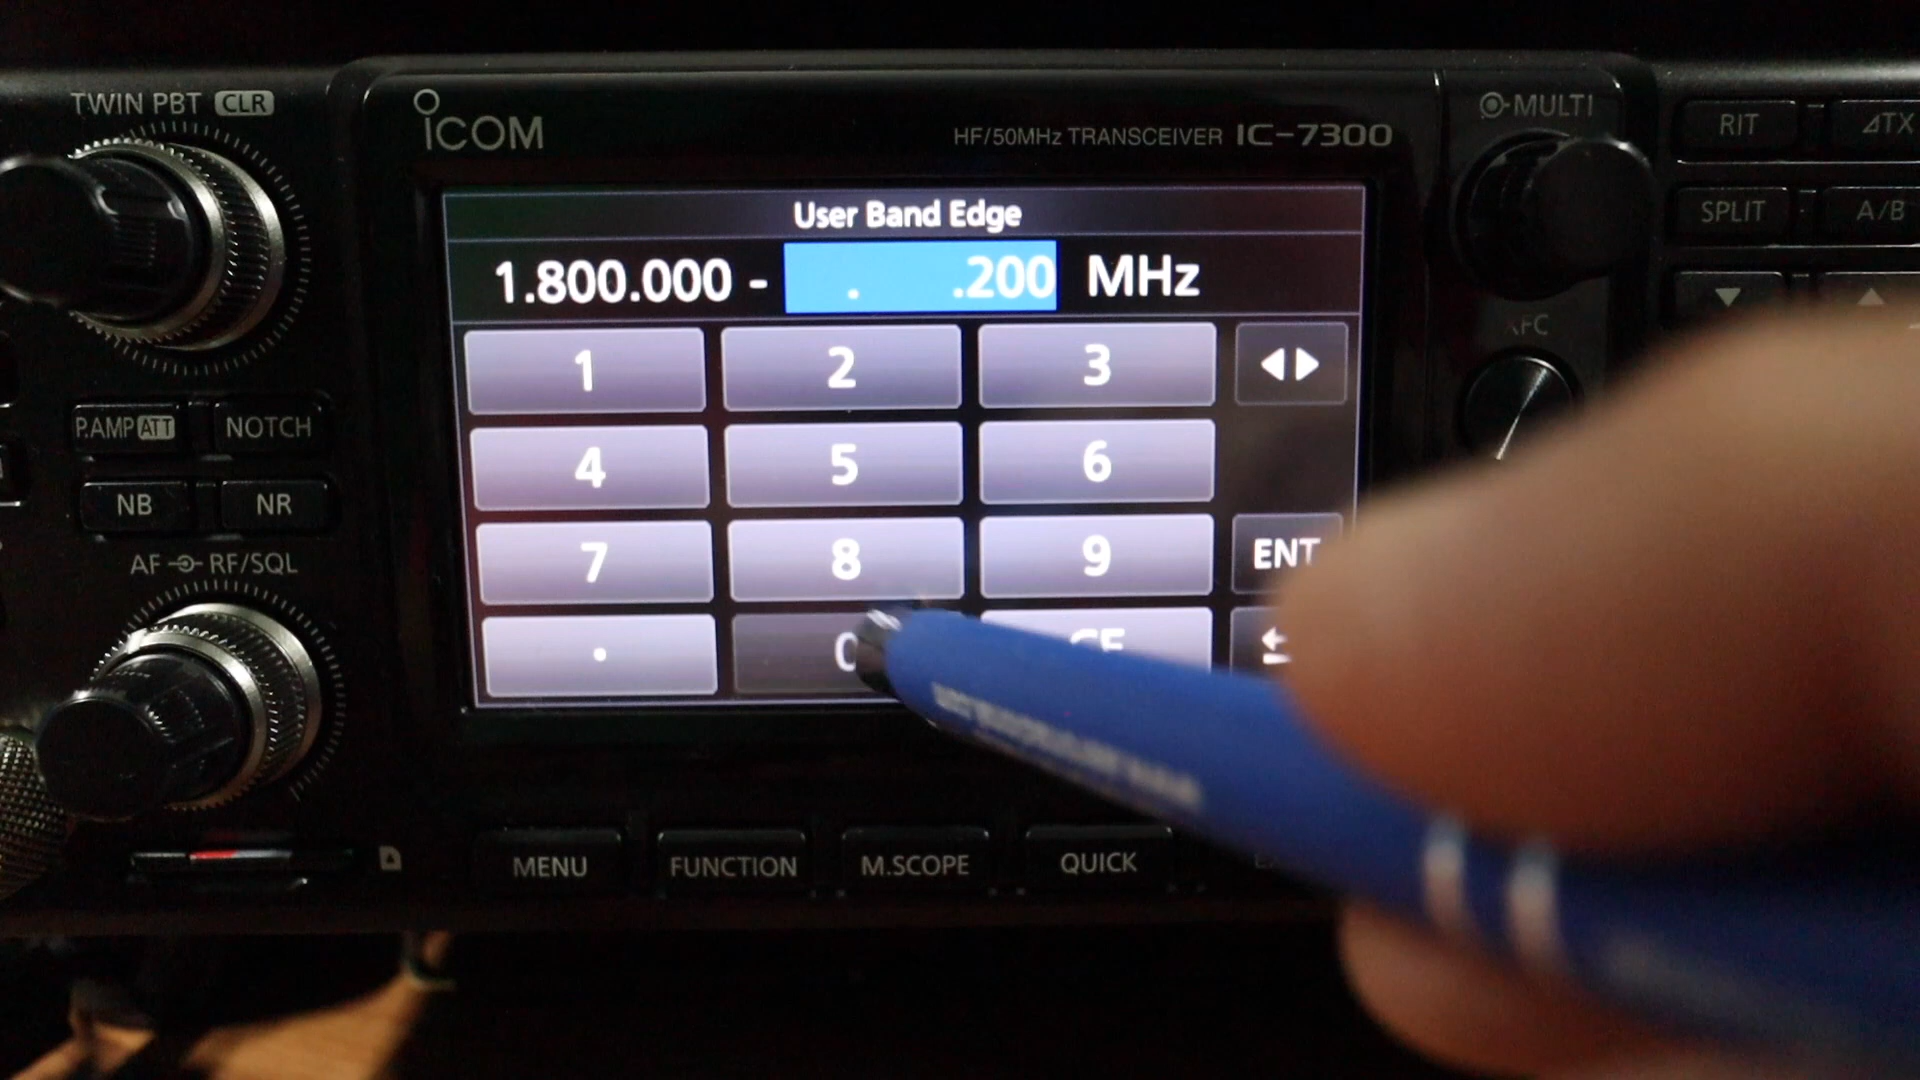 TWIN PBT CLR
ICOM
HF/50MHz TRANSCEIVER IC-7300
MULTI
RIT
ΔTX
SPLIT
A/B
User Band Edge
1.800.000 - . .200 MHz
1 2 3
4 5 6
7 8 9
. 0 CE
ENT
P.AMP ATT
NOTCH
NB
NR
AF RF/SQL
MENU
FUNCTION
M.SCOPE
QUICK